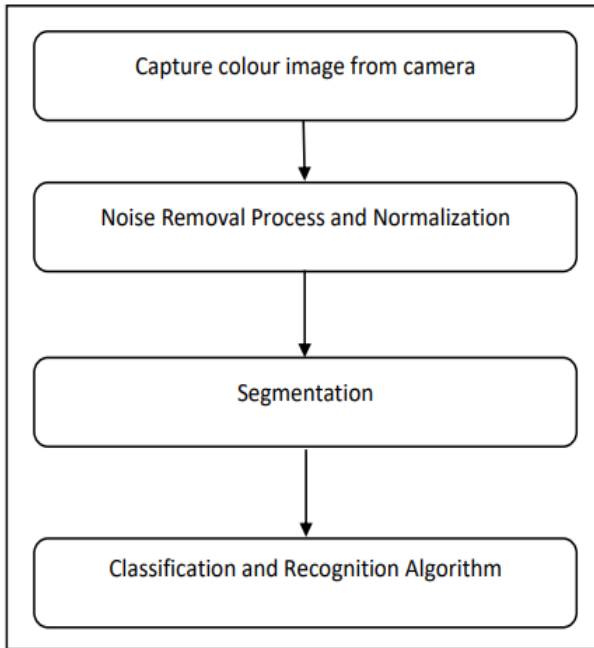 Capture colour image from camera
Noise Removal Process and Normalization
Segmentation
Classification and Recognition Algorithm